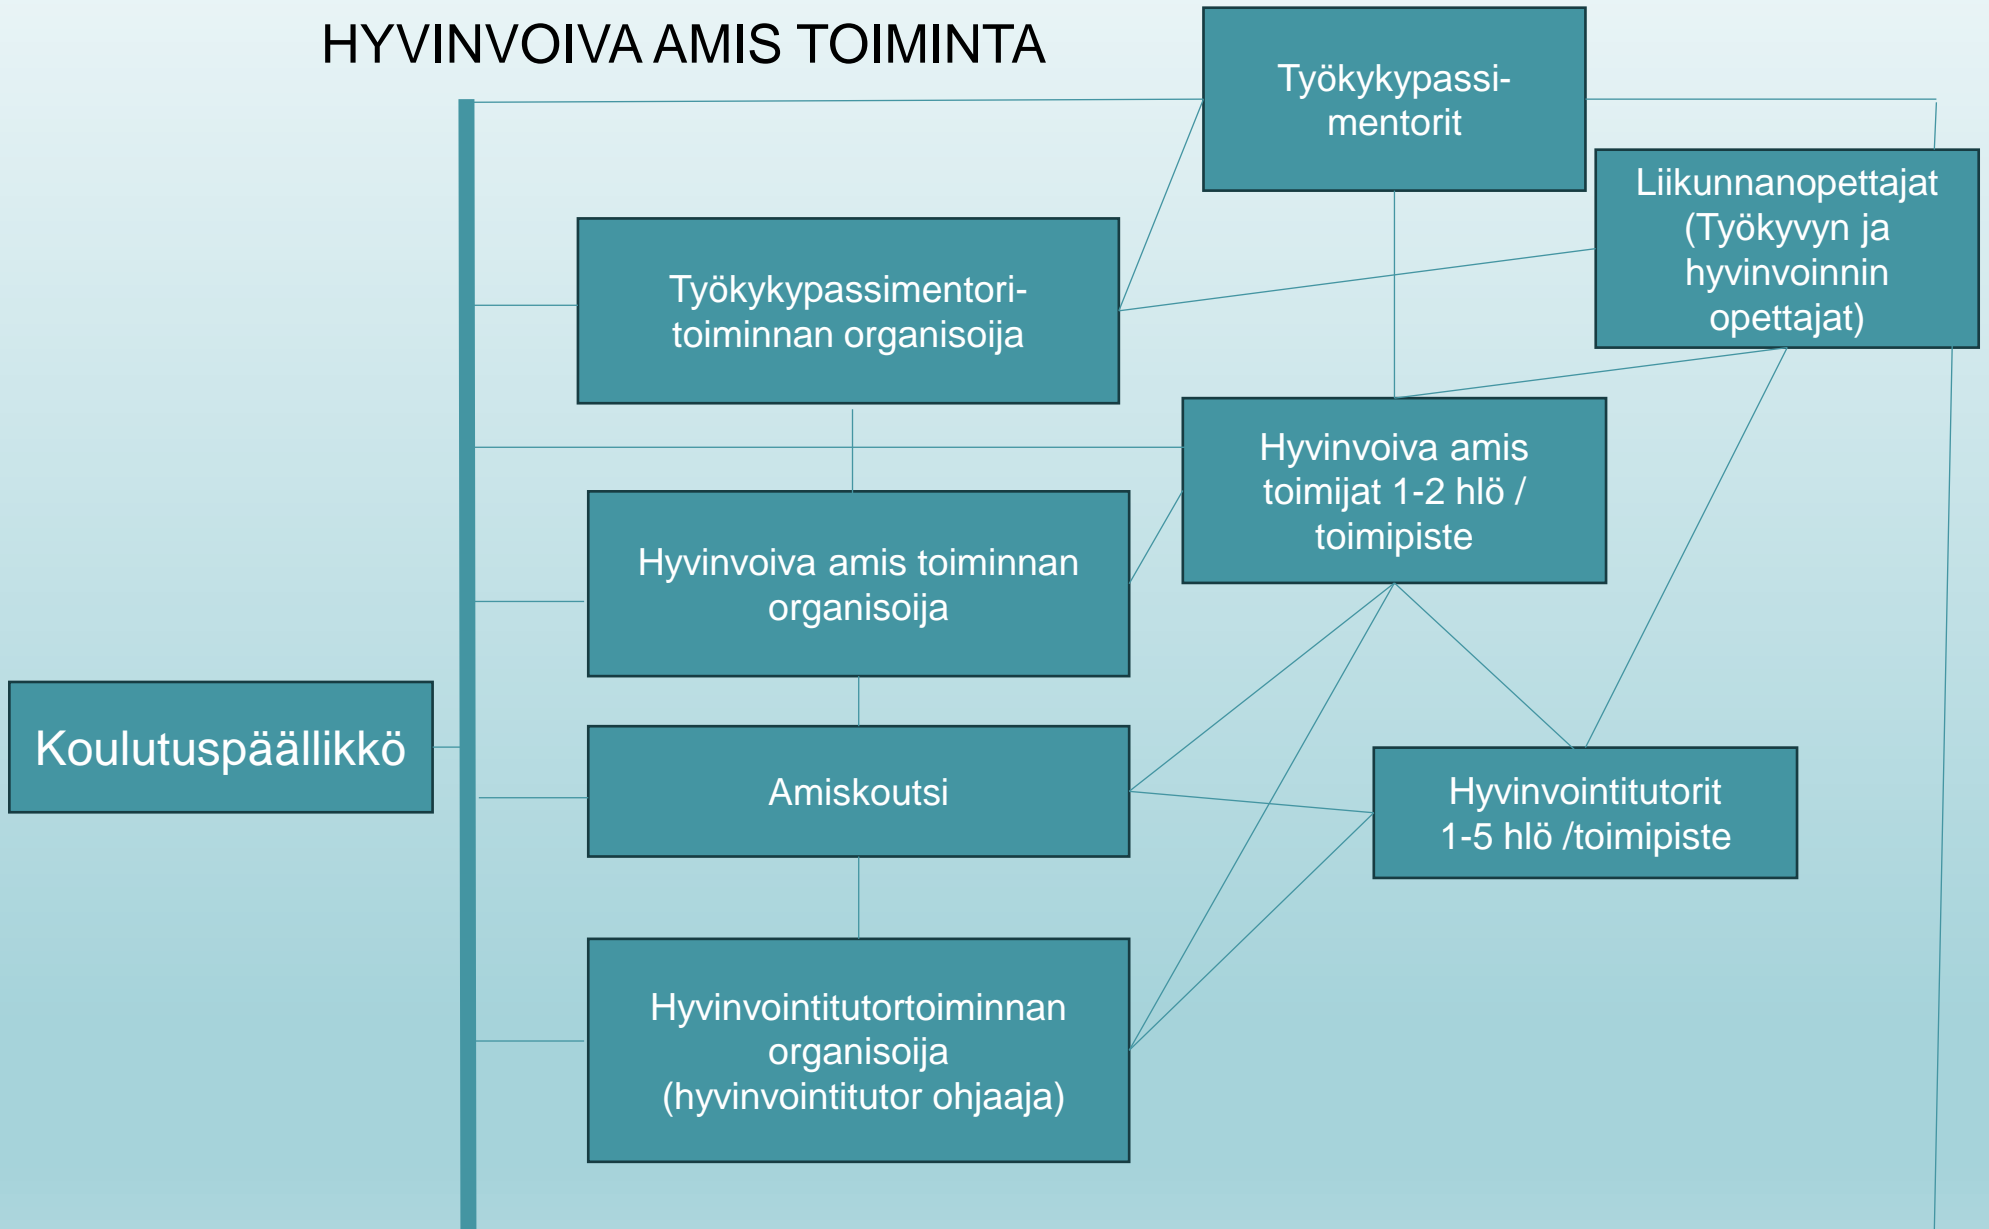 HYVINVOIVA AMIS TOIMINTA
Työkykypassi-
mentorit
Liikunnanopettajat
(Työkyvyn ja
hyvinvoinnin
opettajat)
Työkykypassimentori-
toiminnan organisoija
Hyvinvoiva amis
toimijat 1-2 hlö /
toimipiste
Hyvinvoiva amis toiminnan
organisoija
Koulutuspäällikkö
Amiskoutsi
Hyvinvointitutorit
1-5 hlö /toimipiste
Hyvinvointitutortoiminnan
organisoija
(hyvinvointitutor ohjaaja)